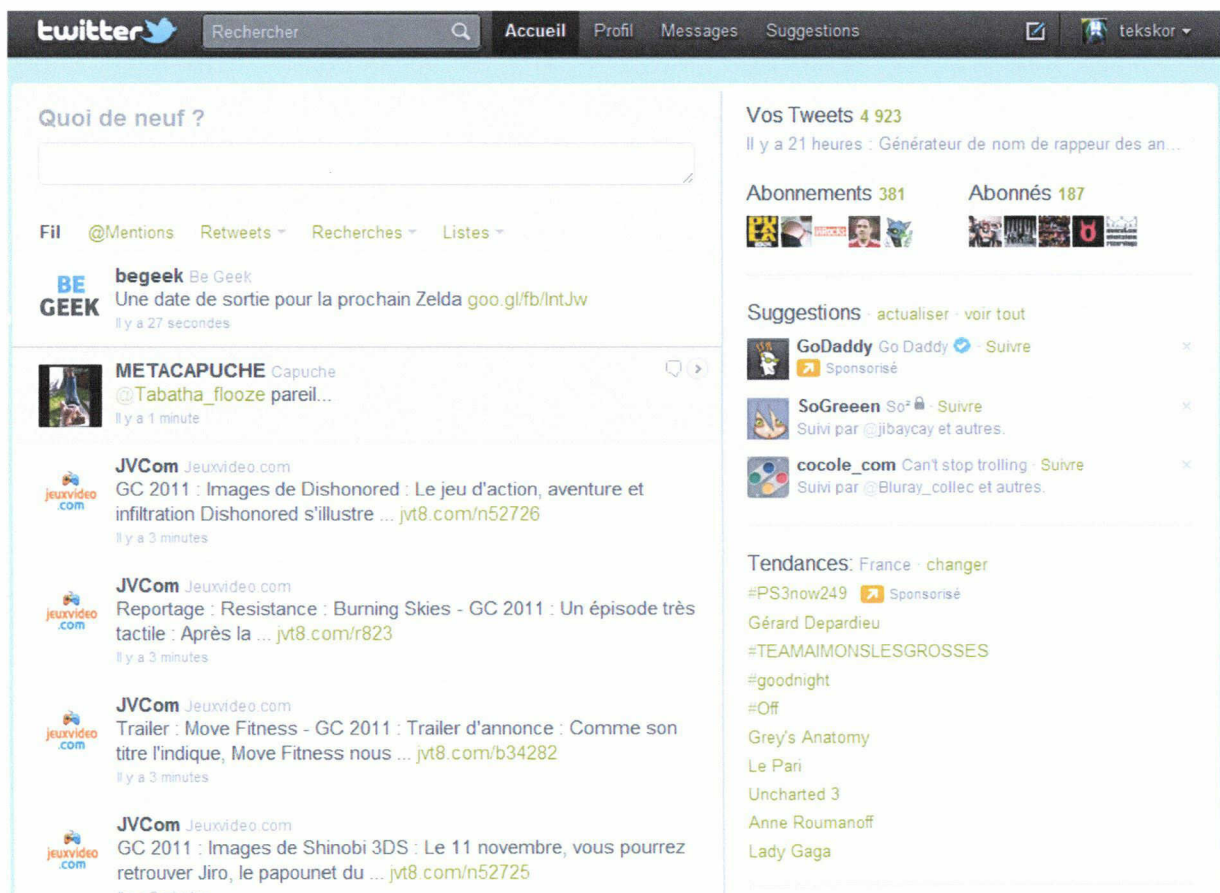 twitter
Rechercher
Accueil Profil Messages Suggestions
tekskor
Quoi de neuf ?
Fil @Mentions Retweets Recherches Listes
BE GEEK
begeek Be Geek
Une date de sortie pour la prochain Zelda goo.gl/fb/IntJw
Il y a 27 secondes
METACAPUCHE Capuche
@Tabatha_flooze pareil...
Il y a 1 minute
jeuxvideo .com
JVCom Jeuxvideo.com
GC 2011 : Images de Dishonored : Le jeu d'action, aventure et
infiltration Dishonored s'illustre ... jvt8.com/n52726
Il y a 3 minutes
jeuxvideo .com
JVCom Jeuxvideo.com
Reportage : Resistance : Burning Skies - GC 2011 : Un épisode très
tactile : Après la ... jvt8.com/r823
Il y a 3 minutes
jeuxvideo .com
JVCom Jeuxvideo.com
Trailer : Move Fitness - GC 2011 : Trailer d'annonce : Comme son
titre l'indique, Move Fitness nous ... jvt8.com/b34282
Il y a 3 minutes
jeuxvideo .com
JVCom Jeuxvideo.com
GC 2011 : Images de Shinobi 3DS : Le 11 novembre, vous pourrez
retrouver Jiro, le papounet du ... jvt8.com/n52725
Vos Tweets 4 923
Il y a 21 heures : Générateur de nom de rappeur des an...
Abonnements 381 Abonnés 187
Suggestions · actualiser · voir tout
GoDaddy Go Daddy · Suivre
Sponsorisé
SoGreeen So² · Suivre
Suivi par @jibaycay et autres.
cocole_com Can't stop trolling · Suivre
Suivi par @Bluray_collec et autres.
Tendances: France · changer
#PS3now249 Sponsorisé
Gérard Depardieu
#TEAMAIMONSLESGROSSES
#goodnight
#Off
Grey's Anatomy
Le Pari
Uncharted 3
Anne Roumanoff
Lady Gaga